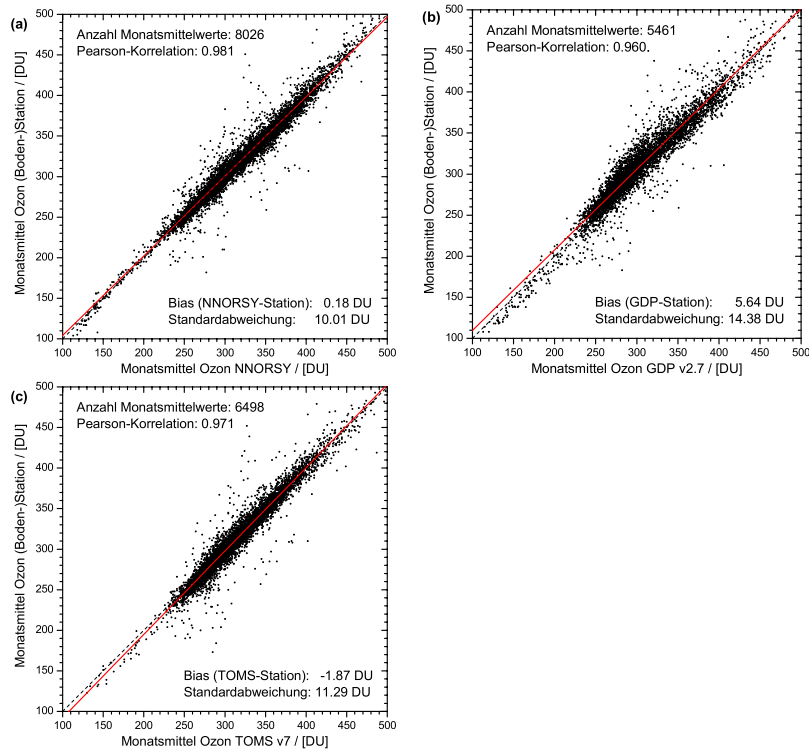 (a)
Anzahl Monatsmittelwerte: 8026
Pearson-Korrelation: 0.981
Monatsmittel Ozon (Boden-)Station / [DU]
500
450
400
350
300
250
200
150
100
Bias (NNORSY-Station): 0.18 DU
Standardabweichung: 10.01 DU
100 150 200 250 300 350 400 450 500
Monatsmittel Ozon NNORSY / [DU]
(b)
Anzahl Monatsmittelwerte: 5461
Pearson-Korrelation: 0.960
Monatsmittel Ozon (Boden-)Station / [DU]
500
450
400
350
300
250
200
150
100
Bias (GDP-Station): 5.64 DU
Standardabweichung: 14.38 DU
100 150 200 250 300 350 400 450 500
Monatsmittel Ozon GDP v2.7 / [DU]
(c)
Anzahl Monatsmittelwerte: 6498
Pearson-Korrelation: 0.971
Monatsmittel Ozon (Boden-)Station / [DU]
500
450
400
350
300
250
200
150
100
Bias (TOMS-Station): -1.87 DU
Standardabweichung: 11.29 DU
100 150 200 250 300 350 400 450 500
Monatsmittel Ozon TOMS v7 / [DU]